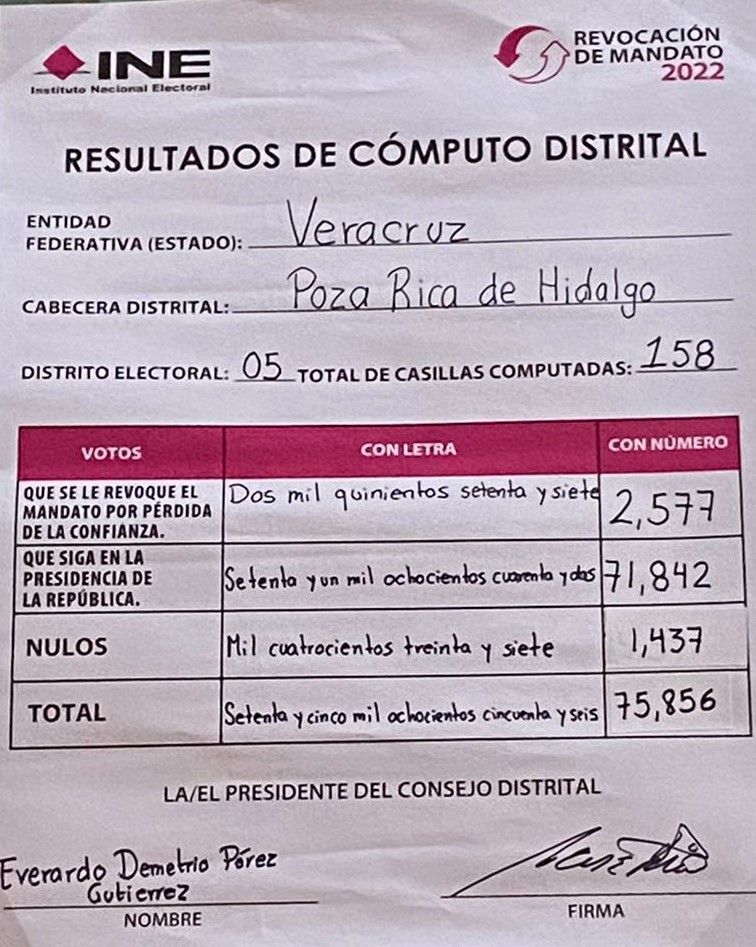 INE
Instituto Nacional Electoral
REVOCACIÓN
DE MANDATO
2022
RESULTADOS DE CÓMPUTO DISTRITAL
ENTIDAD
FEDERATIVA (ESTADO): Veracruz
CABECERA DISTRITAL: Poza Rica de Hidalgo
DISTRITO ELECTORAL: 05 TOTAL DE CASILLAS COMPUTADAS: 158
VOTOS CON LETRA CON NÚMERO
QUE SE LE REVOQUE EL
MANDATO POR PÉRDIDA
DE LA CONFIANZA.
Dos mil quinientos setenta y siete 2,577
QUE SIGA EN LA
PRESIDENCIA DE
LA REPÚBLICA.
Setenta y un mil ochocientos cuarenta y dos 71,842
NULOS Mil cuatrocientos treinta y siete 1,437
TOTAL Setenta y cinco mil ochocientos cincuenta y seis 75,856
LA/EL PRESIDENTE DEL CONSEJO DISTRITAL
Everardo Demetrio Pérez
Gutierrez
NOMBRE FIRMA